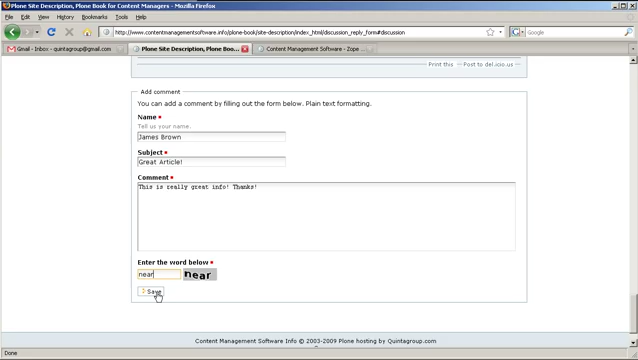 Plone Site Description, Plone Book for Content Managers - Mozilla Firefox
File Edit View History Bookmarks Tools Help
http://www.contentmanagementsoftware.info/plone-book/site-description/index_html/discussion_reply_form#discussion
Google
Gmail - Inbox - quintagroup@gmail.com
Plone Site Description, Plone Boo...
Content Management Software - Zope ...
Print this
Post to del.icio.us
Add comment
You can add a comment by filling out the form below. Plain text formatting.
Name
Tell us your name.
James Brown
Subject
Great Article!
Comment
This is really great info! Thanks!
Enter the word below
near
near
Save
Content Management Software Info © 2003-2009 Plone hosting by Quintagroup.com
Done